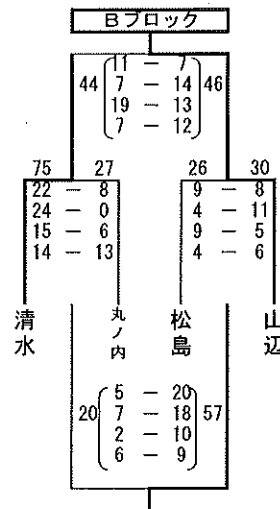 Bブロック
11 － 7
44 7 － 14 46
19 － 13
7 － 12
75 27 26 30
22 － 8 9 － 8
24 － 0 4 － 11
15 － 6 9 － 5
14 － 13 4 － 6
清水 丸ノ内 松島 山辺
5 － 20
20 7 － 18 57
2 － 10
6 － 9